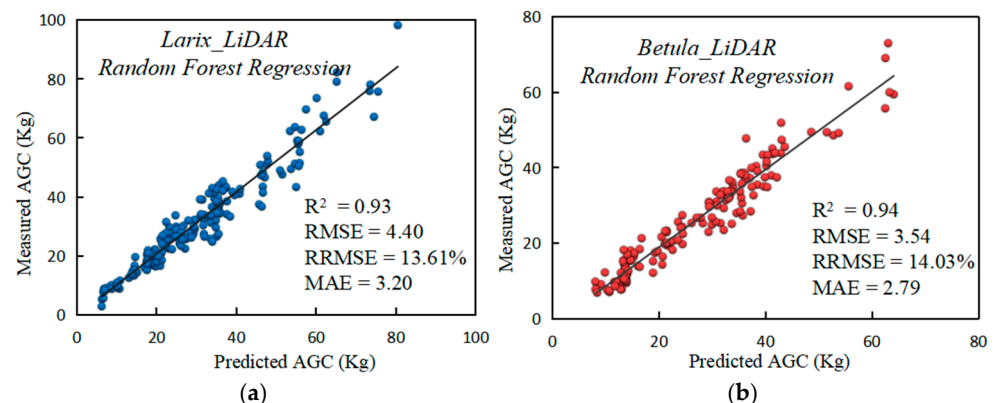 100
80
60
40
20
0
Measured AGC (Kg)
Larix_LiDAR
Random Forest Regression
R² = 0.93
RMSE = 4.40
RRMSE = 13.61%
MAE = 3.20
0 20 40 60 80 100
Predicted AGC (Kg)
(a)
80
60
40
20
0
Measured AGC (Kg)
Betula_LiDAR
Random Forest Regression
R² = 0.94
RMSE = 3.54
RRMSE = 14.03%
MAE = 2.79
0 20 40 60 80
Predicted AGC (Kg)
(b)